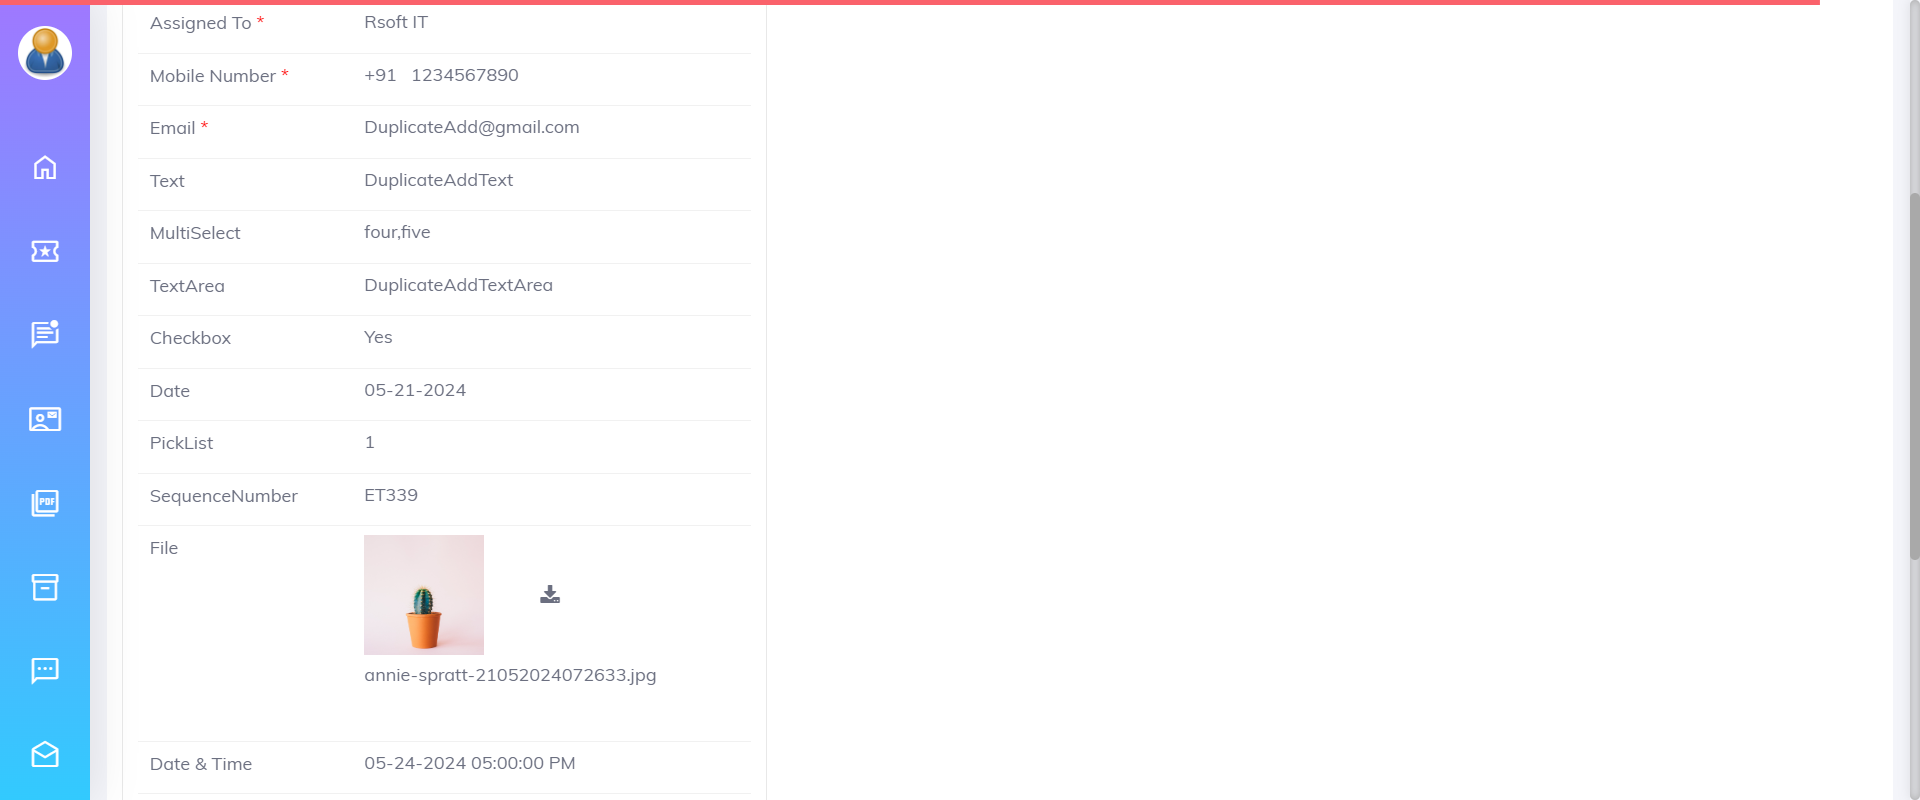 Assigned To * Rsoft IT
Mobile Number * +91 1234567890
Email * DuplicateAdd@gmail.com
Text DuplicateAddText
MultiSelect four,five
TextArea DuplicateAddTextArea
Checkbox Yes
Date 05-21-2024
PickList 1
SequenceNumber ET339
File
annie-spratt-21052024072633.jpg
Date & Time 05-24-2024 05:00:00 PM
PDF